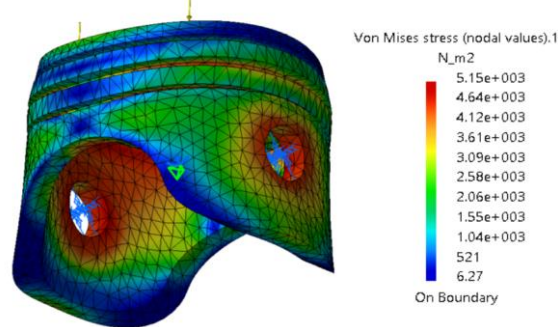 Von Mises stress (nodal values).1
N_m2
5.15e+003
4.64e+003
4.12e+003
3.61e+003
3.09e+003
2.58e+003
2.06e+003
1.55e+003
1.04e+003
521
6.27
On Boundary